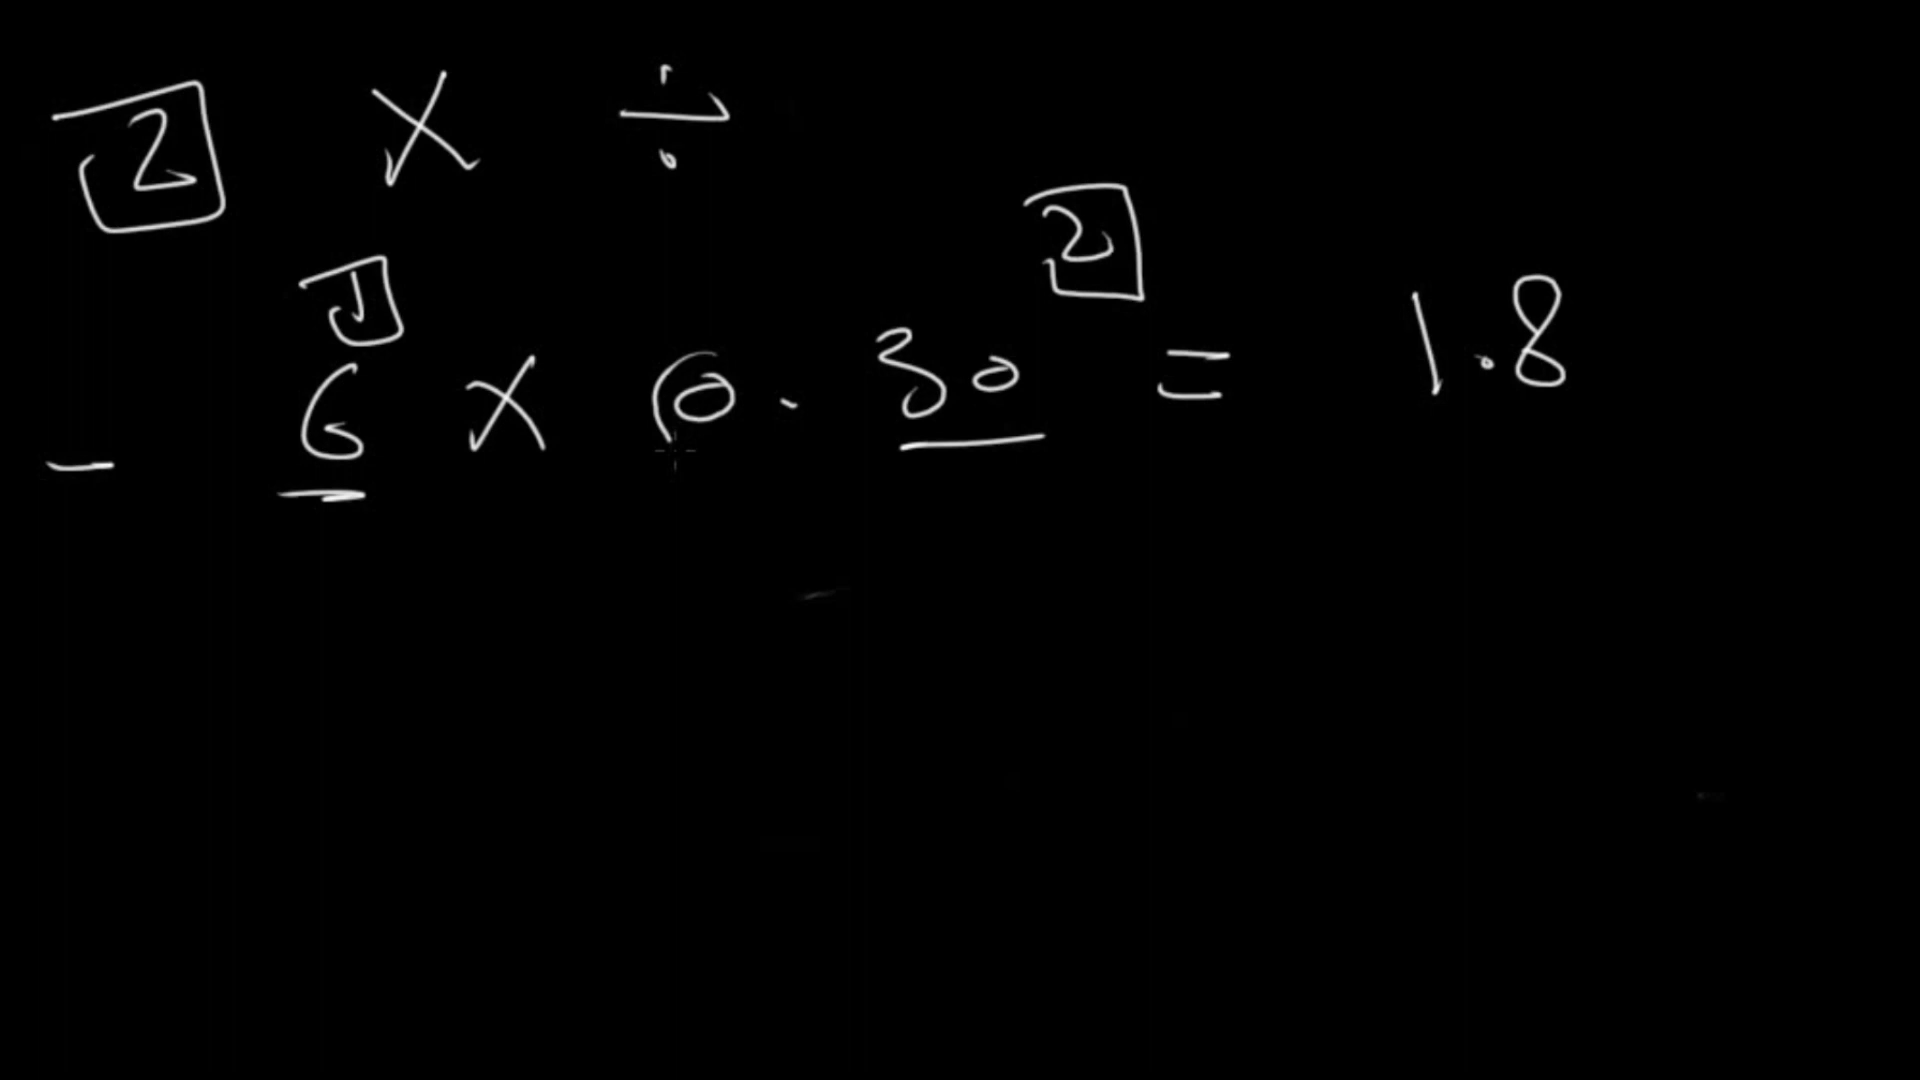 2 × ÷
1 2
- 6 × 0.30 = 1.8